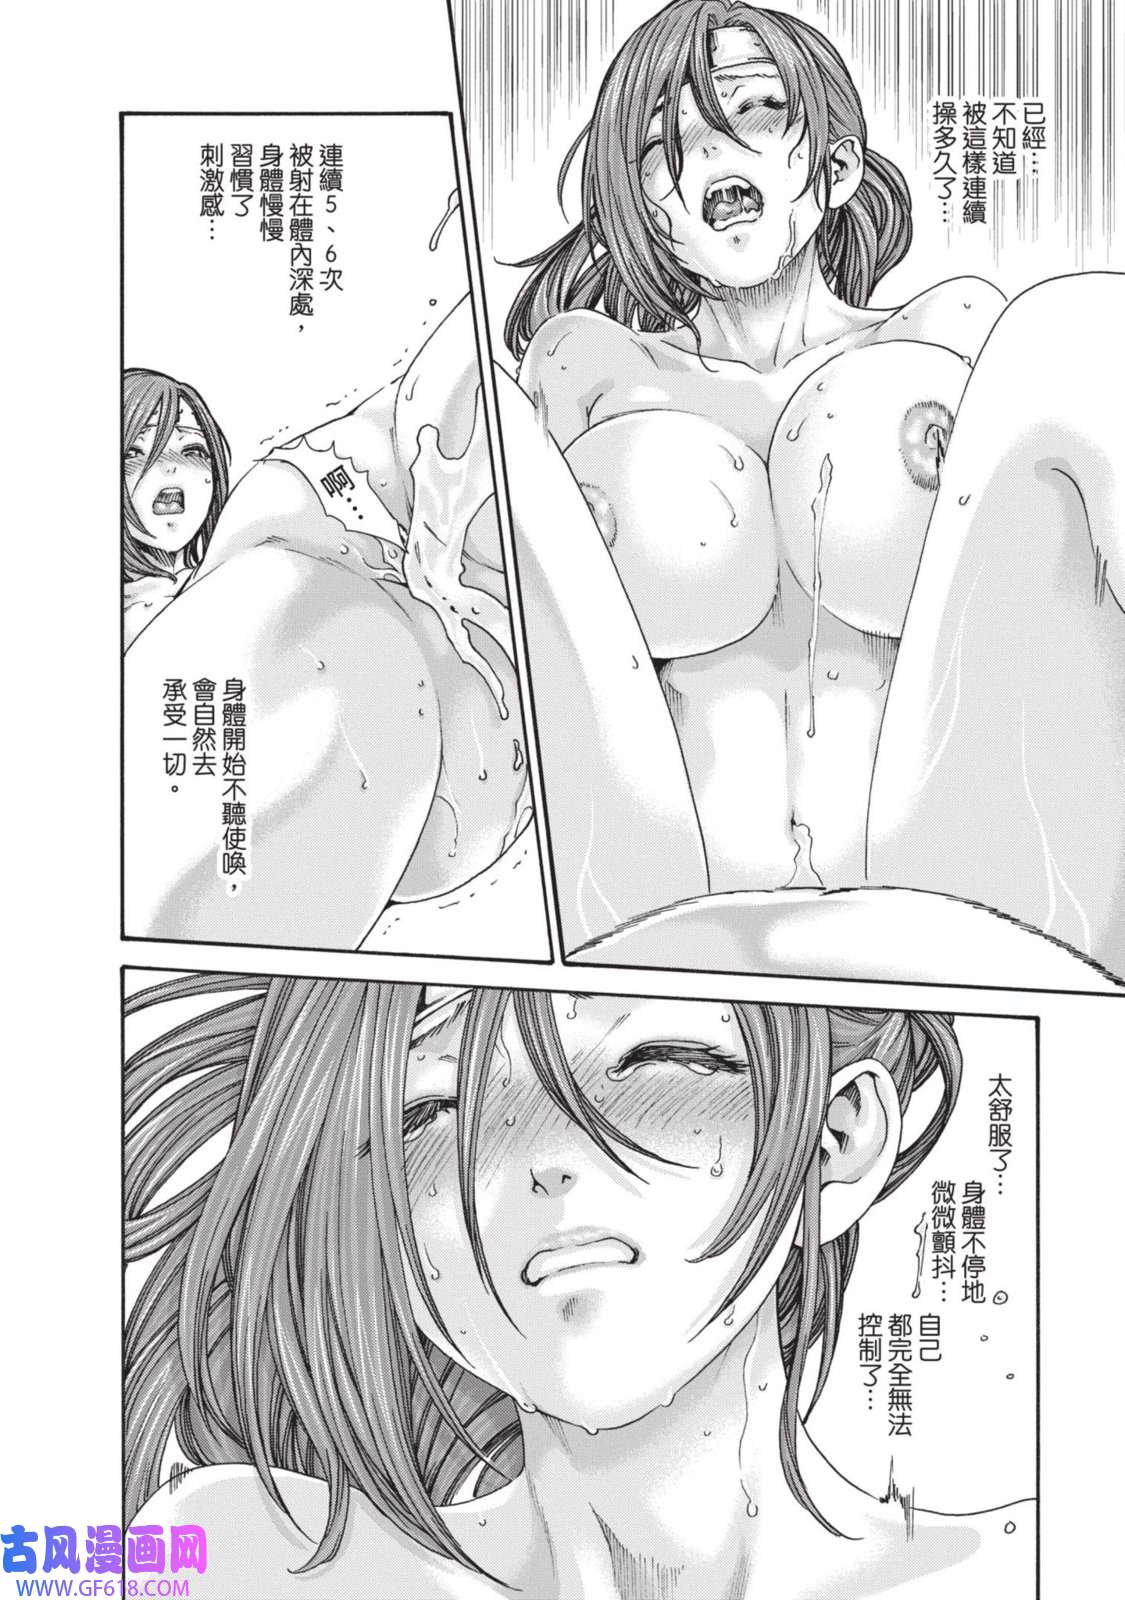 已經…
不知道
被這樣連續
操多久了…
連續5、6次
被射在體內深處，
身體慢慢
習慣了
刺激感…
啊…
身體開始不聽使喚，
會自然去
承受一切。
太舒服了…
身體不停地
微微顫抖…
自己
都完全無法
控制了…
古风漫画网
WWW.GF618.COM